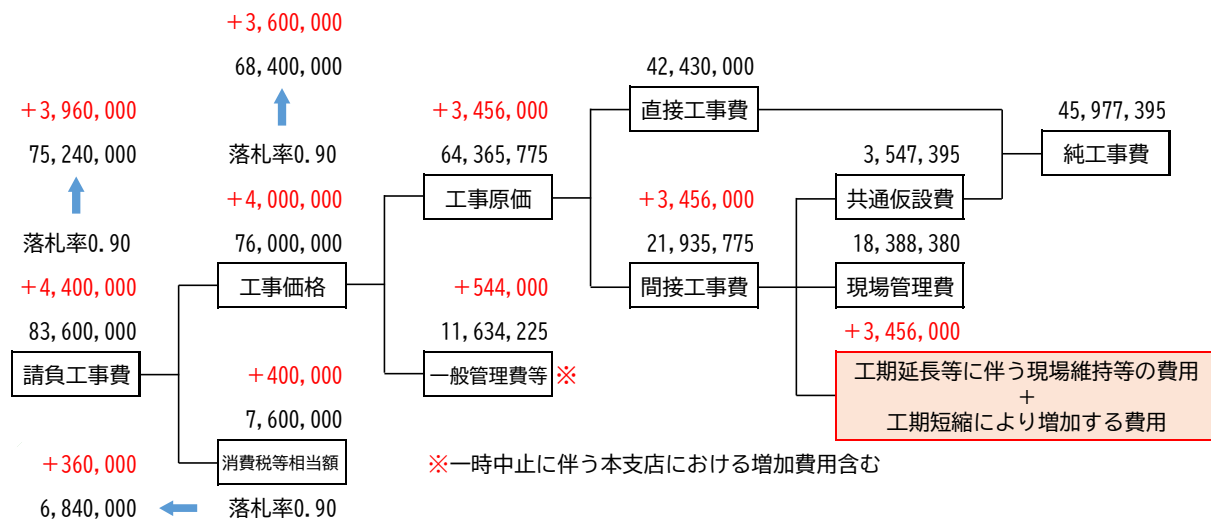 +3,600,000
68,400,000
42,430,000
+3,960,000
+3,456,000
直接工事費
45,977,395
75,240,000
落札率0.90
64,365,775
3,547,395
純工事費
+4,000,000
工事原価
+3,456,000
共通仮設費
落札率0.90
76,000,000
21,935,775
18,388,380
+4,400,000
工事価格
+544,000
間接工事費
現場管理費
83,600,000
11,634,225
+3,456,000
請負工事費
+400,000
一般管理費等※
工期延長等に伴う現場維持等の費用
+
工期短縮により増加する費用
7,600,000
+360,000
消費税等相当額
※一時中止に伴う本支店における増加費用含む
6,840,000
落札率0.90